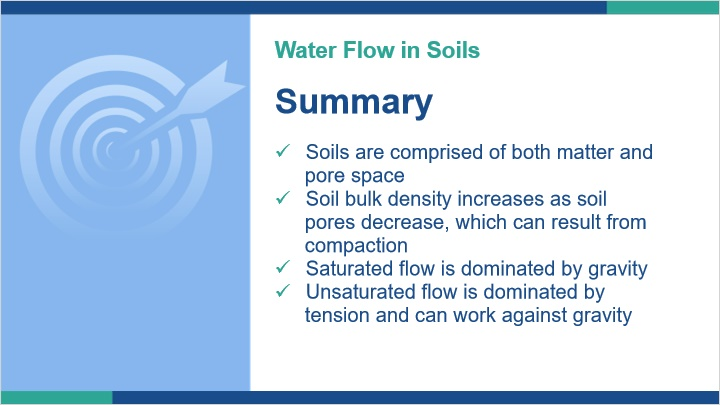 Water Flow in Soils
Summary
✓ Soils are comprised of both matter and
pore space
✓ Soil bulk density increases as soil
pores decrease, which can result from
compaction
✓ Saturated flow is dominated by gravity
✓ Unsaturated flow is dominated by
tension and can work against gravity